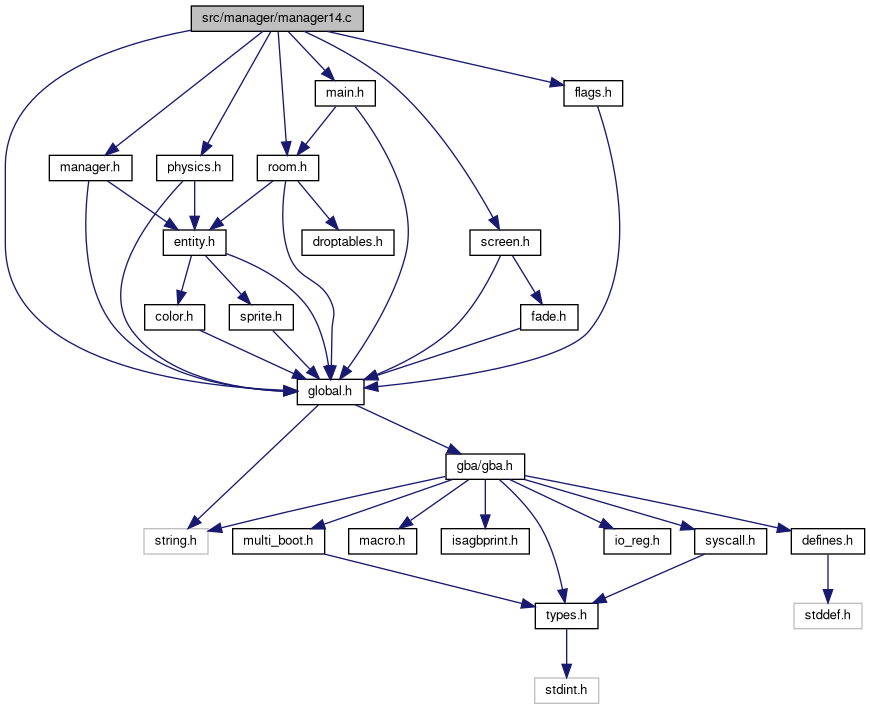 src/manager/manager14.c
main.h
flags.h
manager.h
physics.h
room.h
entity.h
droptables.h
screen.h
color.h
sprite.h
fade.h
global.h
gba/gba.h
string.h
multi_boot.h
macro.h
isagbprint.h
io_reg.h
syscall.h
defines.h
types.h
stddef.h
stdint.h